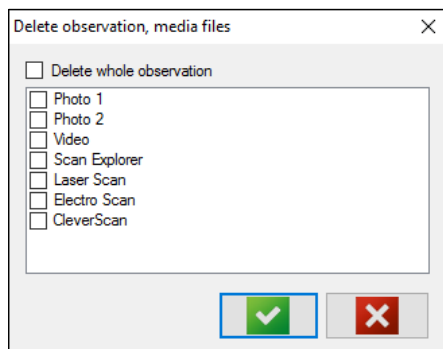 Delete observation, media files
Delete whole observation
Photo 1
Photo 2
Video
Scan Explorer
Laser Scan
Electro Scan
CleverScan